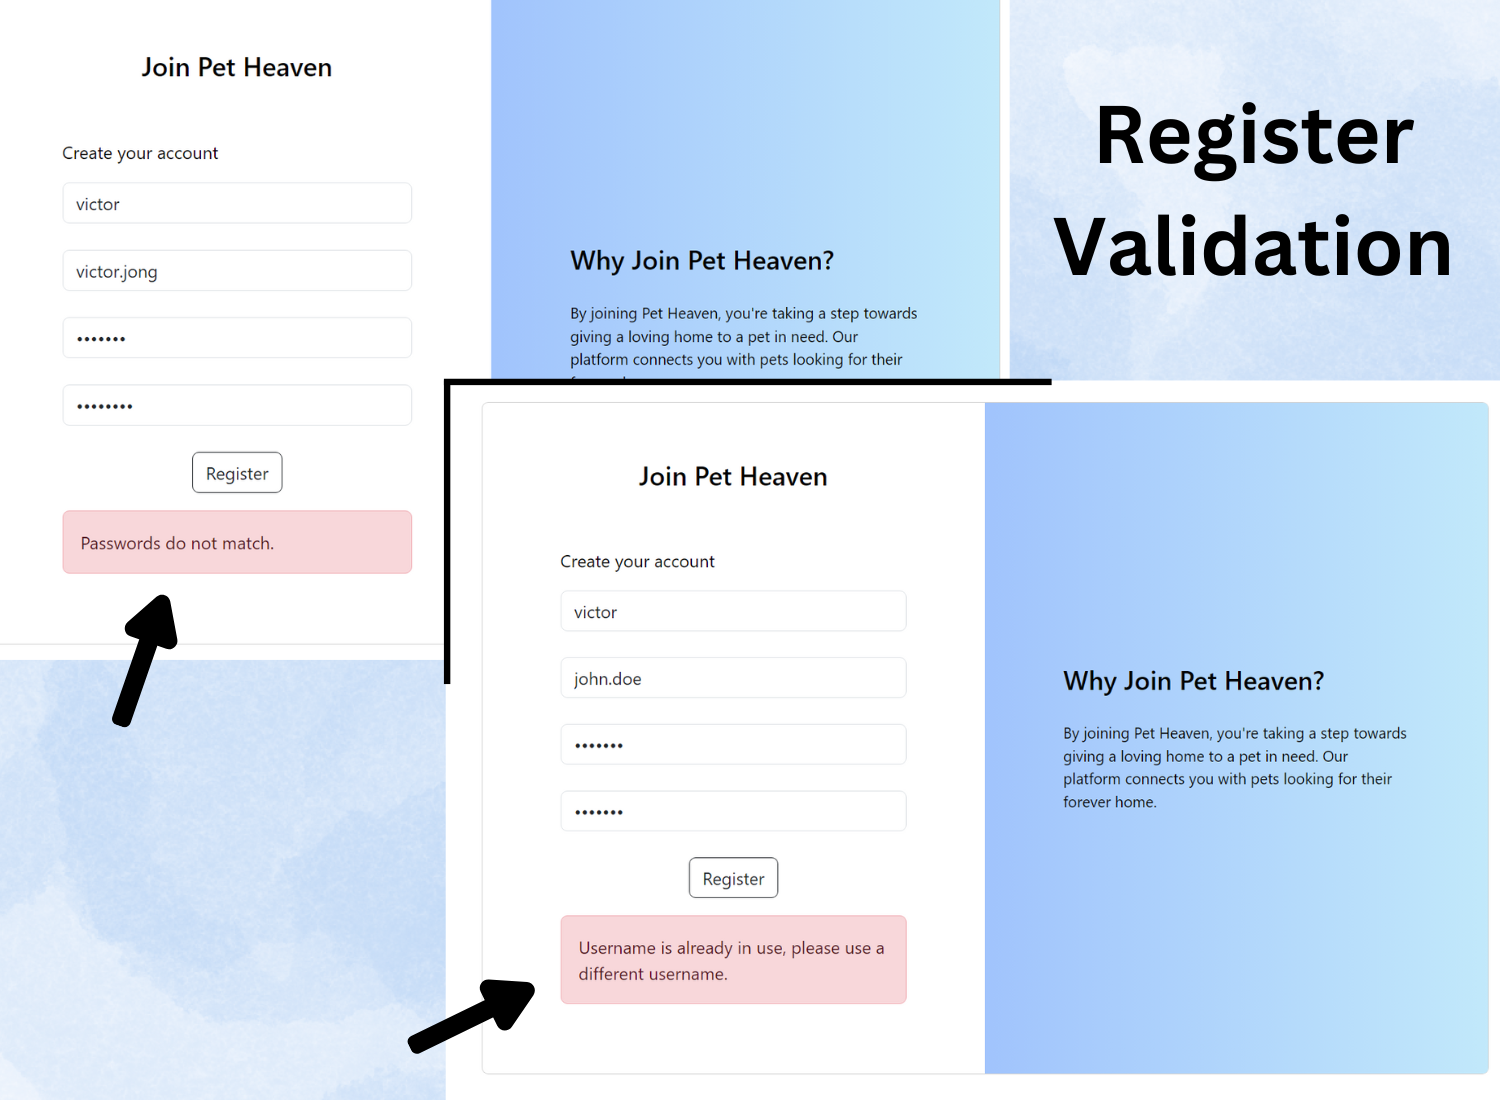 Join Pet Heaven
Create your account
victor
victor.jong
•••••••
••••••••
Register
Passwords do not match.
Why Join Pet Heaven?
By joining Pet Heaven, you're taking a step towards
giving a loving home to a pet in need. Our
platform connects you with pets looking for their
Register
Validation
Join Pet Heaven
Create your account
victor
john.doe
•••••••
•••••••
Register
Username is already in use, please use a
different username.
Why Join Pet Heaven?
By joining Pet Heaven, you're taking a step towards
giving a loving home to a pet in need. Our
platform connects you with pets looking for their
forever home.